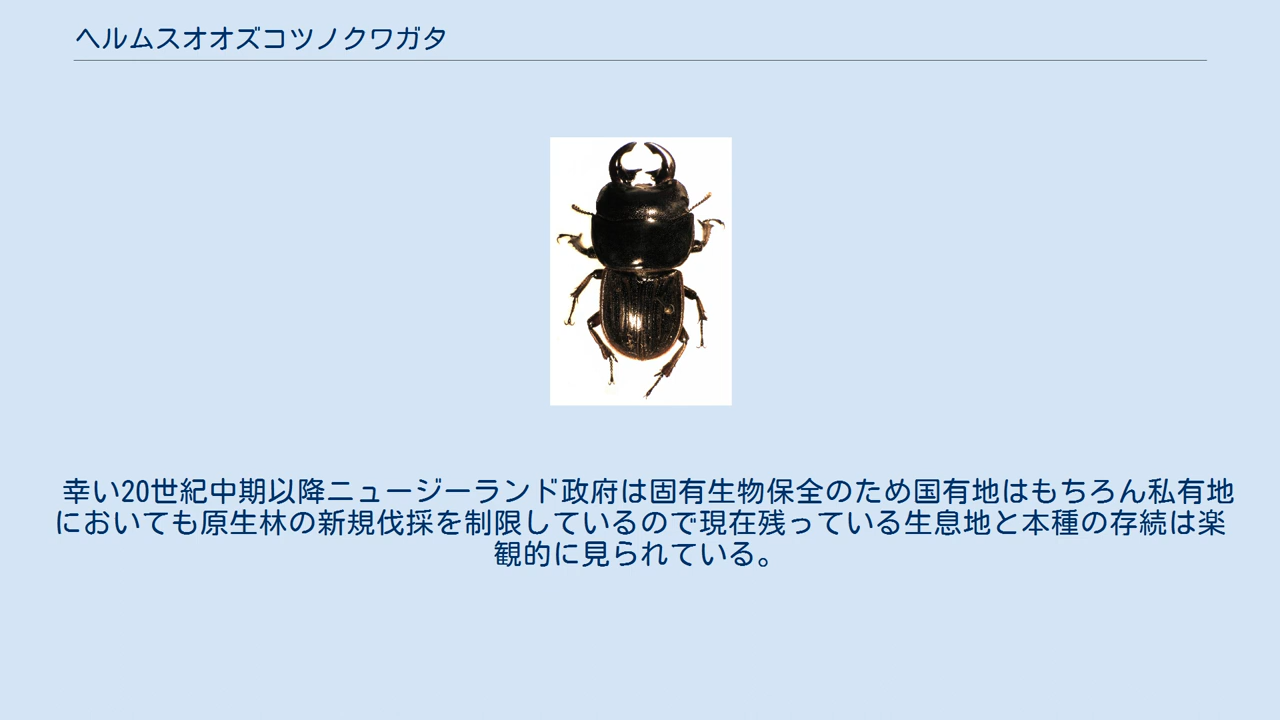 ヘルムスオオズコツノクワガタ
幸い20世紀中期以降ニュージーランド政府は固有生物保全のため国有地はもちろん私有地
においても原生林の新規伐採を制限しているので現在残っている生息地と本種の存続は楽
観的に見られている。